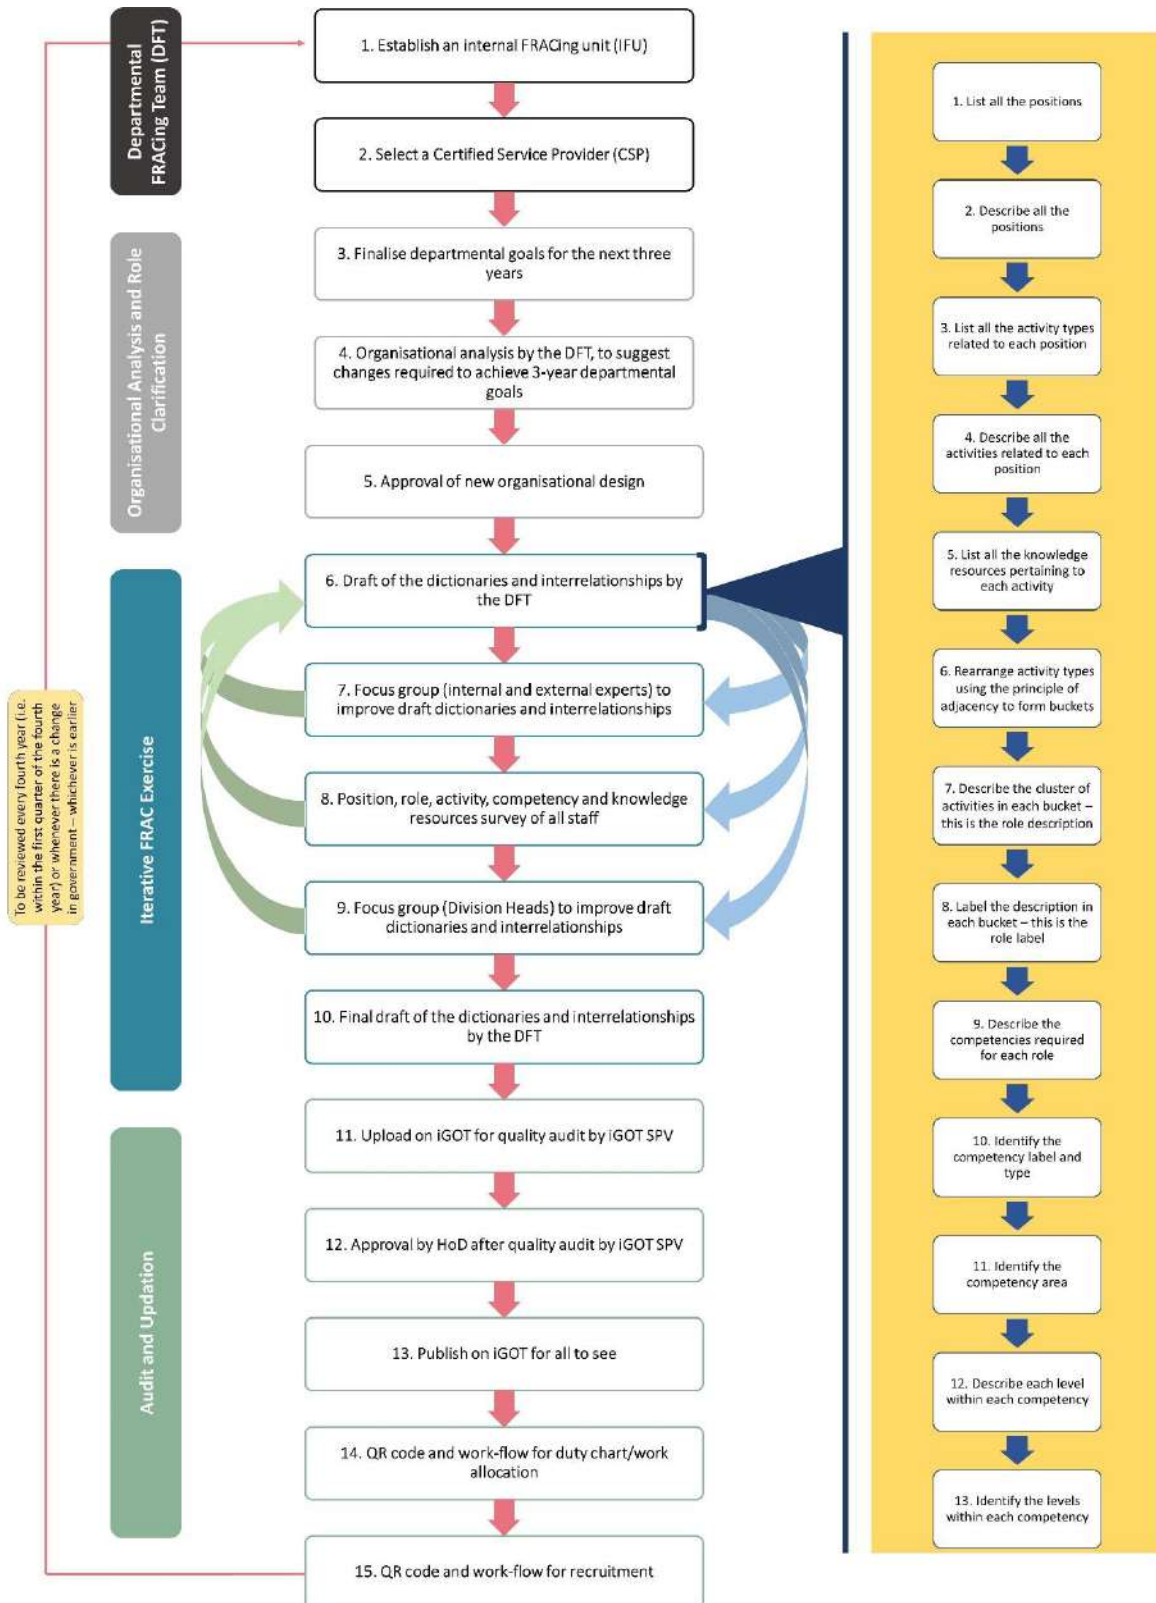 Departmental
FRACing Team (DFT)
1. Establish an internal FRACing unit (IFU)
2. Select a Certified Service Provider (CSP)
Organisational Analysis and Role
Clarification
3. Finalise departmental goals for the next three
years
4. Organisational analysis by the DFT, to suggest
changes required to achieve 3-year departmental
goals
5. Approval of new organisational design
Iterative FRAC Exercise
6. Draft of the dictionaries and interrelationships by
the DFT
7. Focus group (internal and external experts) to
improve draft dictionaries and interrelationships
8. Position, role, activity, competency and knowledge
resources survey of all staff
9. Focus group (Division Heads) to improve draft
dictionaries and interrelationships
10. Final draft of the dictionaries and interrelationships
by the DFT
Audit and Updation
11. Upload on iGOT for quality audit by iGOT SPV
12. Approval by HoD after quality audit by iGOT SPV
13. Publish on iGOT for all to see
14. QR code and work-flow for duty chart/work
allocation
15. QR code and work-flow for recruitment
To be reviewed every fourth year (i.e.
within the first quarter of the fourth
year) or whenever there is a change
in government – whichever is earlier
1. List all the positions
2. Describe all the
positions
3. List all the activity types
related to each position
4. Describe all the
activities related to each
position
5. List all the knowledge
resources pertaining to
each activity
6. Rearrange activity types
using the principle of
adjacency to form buckets
7. Describe the cluster of
activities in each bucket –
this is the role description
8. Label the description in
each bucket – this is the
role label
9. Describe the
competencies required
for each role
10. Identify the
competency label and
type
11. Identify the
competency area
12. Describe each level
within each competency
13. Identify the levels
within each competency